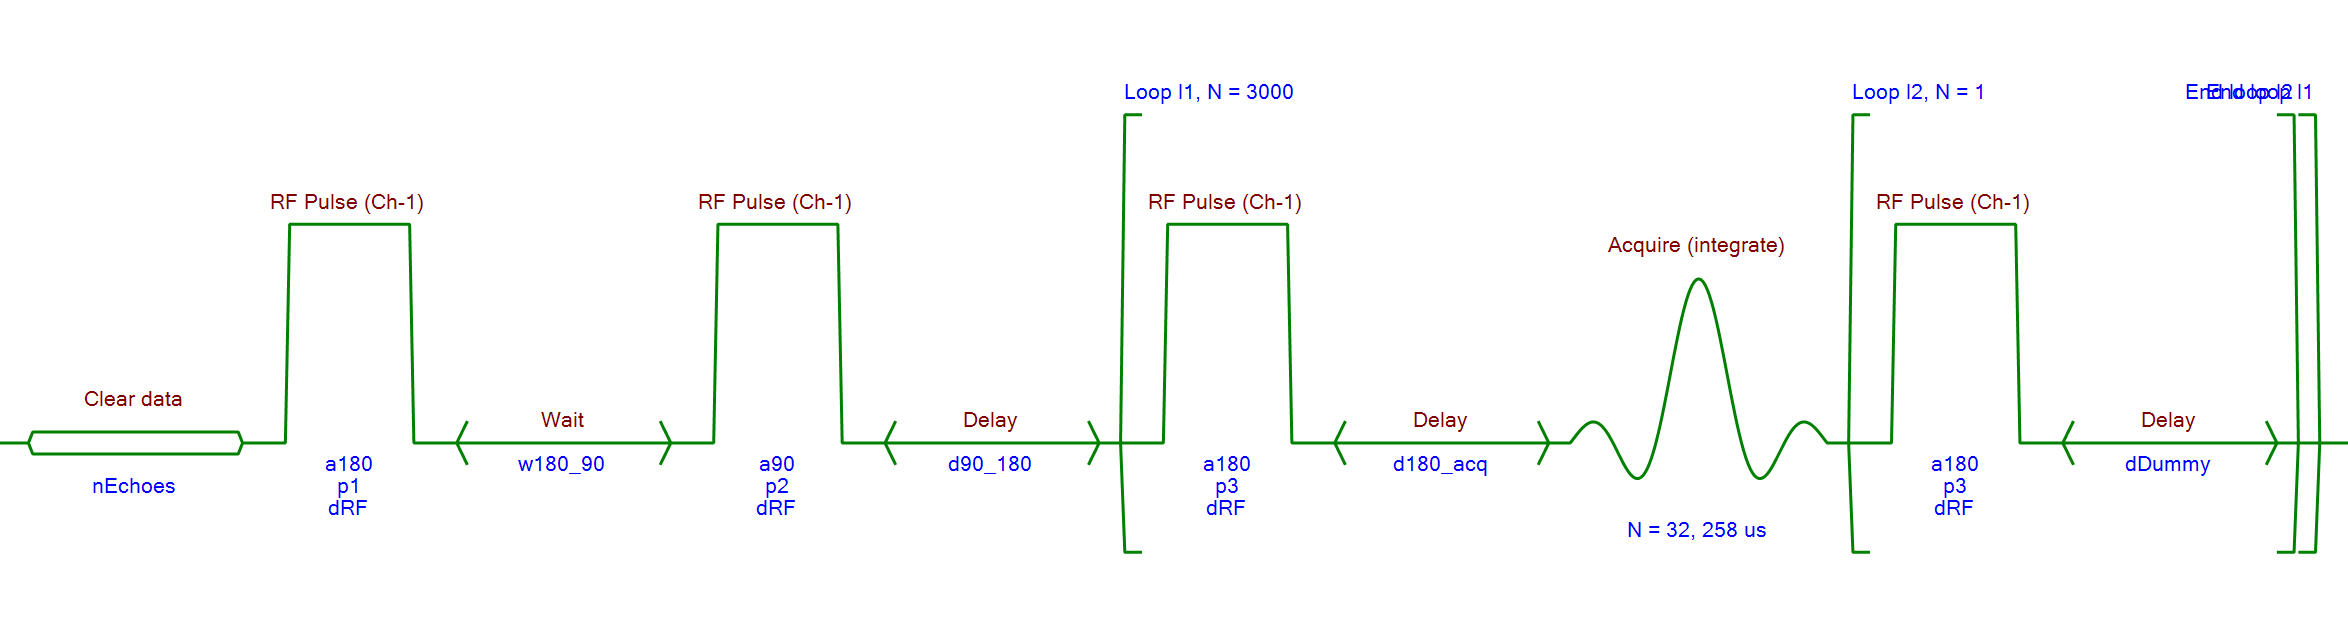 Loop l1, N = 3000
Loop l2, N = 1
End loop l2
End loop l1
RF Pulse (Ch-1)
RF Pulse (Ch-1)
RF Pulse (Ch-1)
RF Pulse (Ch-1)
Acquire (integrate)
Clear data
Wait
Delay
Delay
Delay
nEchoes
a180
p1
dRF
w180_90
a90
p2
dRF
d90_180
a180
p3
dRF
d180_acq
N = 32, 258 us
a180
p3
dRF
dDummy